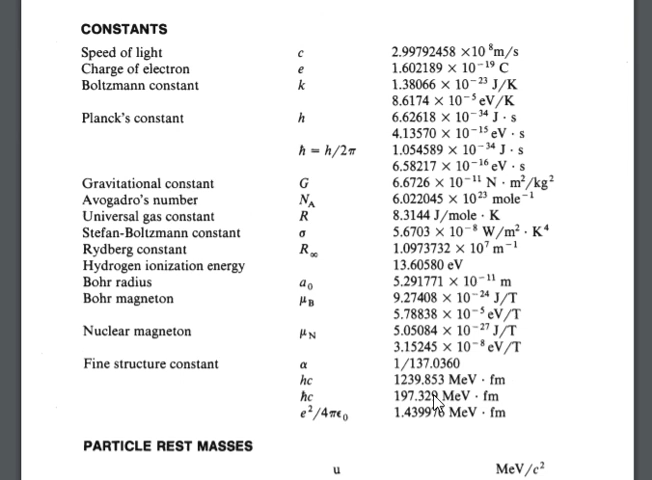 CONSTANTS
Speed of light c 2.99792458 ×10⁸m/s
Charge of electron e 1.602189 × 10⁻¹⁹ C
Boltzmann constant k 1.38066 × 10⁻²³ J/K
8.6174 × 10⁻⁵ eV/K
Planck's constant h 6.62618 × 10⁻³⁴ J · s
4.13570 × 10⁻¹⁵ eV · s
ħ = h/2π 1.054589 × 10⁻³⁴ J · s
6.58217 × 10⁻¹⁶ eV · s
Gravitational constant G 6.6726 × 10⁻¹¹ N · m²/kg²
Avogadro's number Nᴀ 6.022045 × 10²³ mole⁻¹
Universal gas constant R 8.3144 J/mole · K
Stefan-Boltzmann constant σ 5.6703 × 10⁻⁸ W/m² · K⁴
Rydberg constant R∞ 1.0973732 × 10⁷ m⁻¹
Hydrogen ionization energy 13.60580 eV
Bohr radius a₀ 5.291771 × 10⁻¹¹ m
Bohr magneton μʙ 9.27408 × 10⁻²⁴ J/T
5.78838 × 10⁻⁵ eV/T
Nuclear magneton μɴ 5.05084 × 10⁻²⁷ J/T
3.15245 × 10⁻⁸ eV/T
Fine structure constant α 1/137.0360
hc 1239.853 MeV · fm
ħc MeV · fm
e²/4πϵ₀ MeV · fm
PARTICLE REST MASSES
u MeV/c²